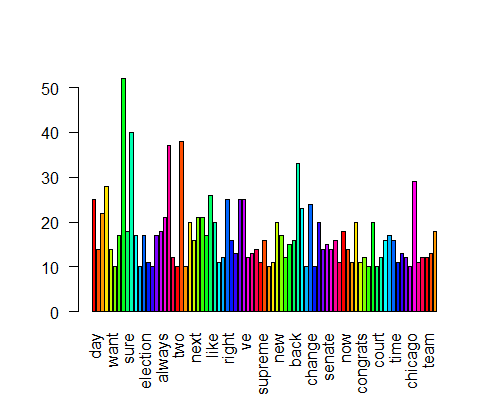 50
40
30
20
10
0
day
want
sure
election
always
two
next
like
right
ve
supreme
new
back
change
senate
now
congrats
court
time
chicago
team